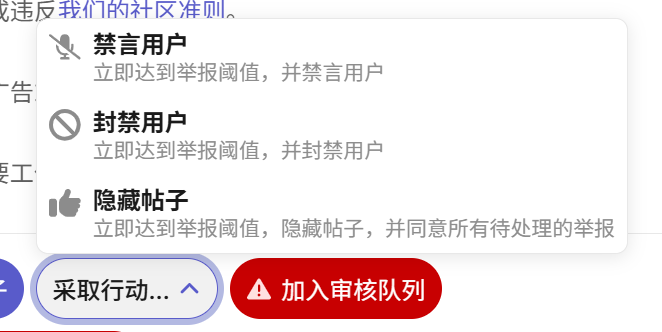 或违反我们的社区准则。
禁言用户
立即达到举报阈值，并禁言用户
广告
封禁用户
立即达到举报阈值，并封禁用户
要工
隐藏帖子
立即达到举报阈值，隐藏帖子，并同意所有待处理的举报
采取行动...
加入审核队列